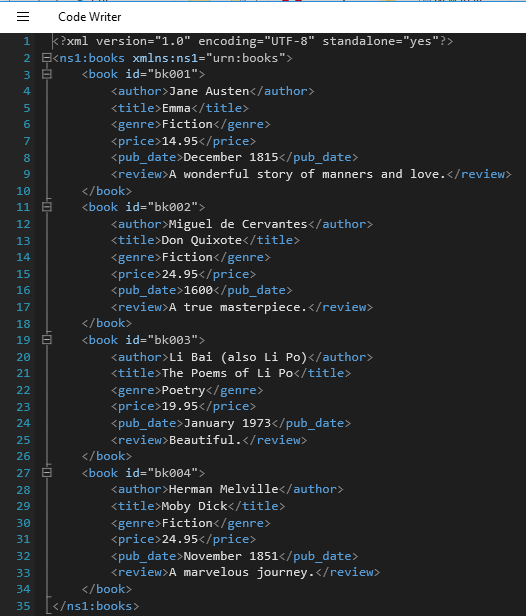 Code Writer
1 <?xml version="1.0" encoding="UTF-8" standalone="yes"?>
2 <ns1:books xmlns:ns1="urn:books">
3 <book id="bk001">
4 <author>Jane Austen</author>
5 <title>Emma</title>
6 <genre>Fiction</genre>
7 <price>14.95</price>
8 <pub_date>December 1815</pub_date>
9 <review>A wonderful story of manners and love.</review>
10 </book>
11 <book id="bk002">
12 <author>Miguel de Cervantes</author>
13 <title>Don Quixote</title>
14 <genre>Fiction</genre>
15 <price>24.95</price>
16 <pub_date>1600</pub_date>
17 <review>A true masterpiece.</review>
18 </book>
19 <book id="bk003">
20 <author>Li Bai (also Li Po)</author>
21 <title>The Poems of Li Po</title>
22 <genre>Poetry</genre>
23 <price>19.95</price>
24 <pub_date>January 1973</pub_date>
25 <review>Beautiful.</review>
26 </book>
27 <book id="bk004">
28 <author>Herman Melville</author>
29 <title>Moby Dick</title>
30 <genre>Fiction</genre>
31 <price>24.95</price>
32 <pub_date>November 1851</pub_date>
33 <review>A marvelous journey.</review>
34 </book>
35 </ns1:books>